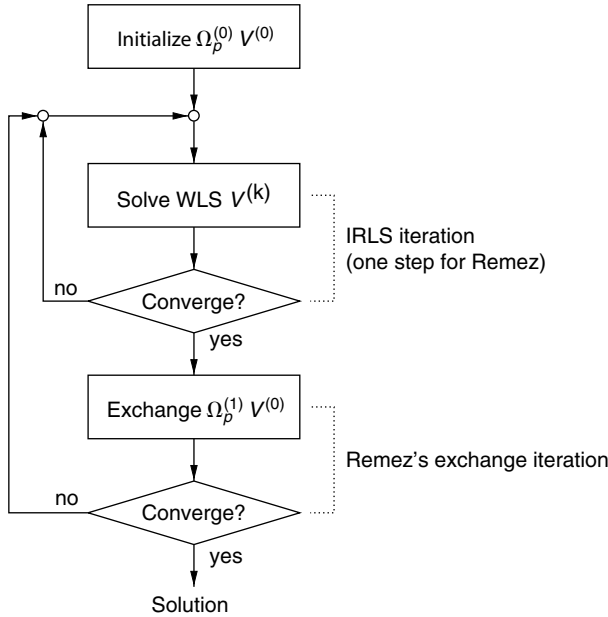 Initialize Ω_p^(0) V^(0)
Solve WLS V^(k)
IRLS iteration
(one step for Remez)
no
Converge?
yes
Exchange Ω_p^(1) V^(0)
Remez's exchange iteration
no
Converge?
yes
Solution